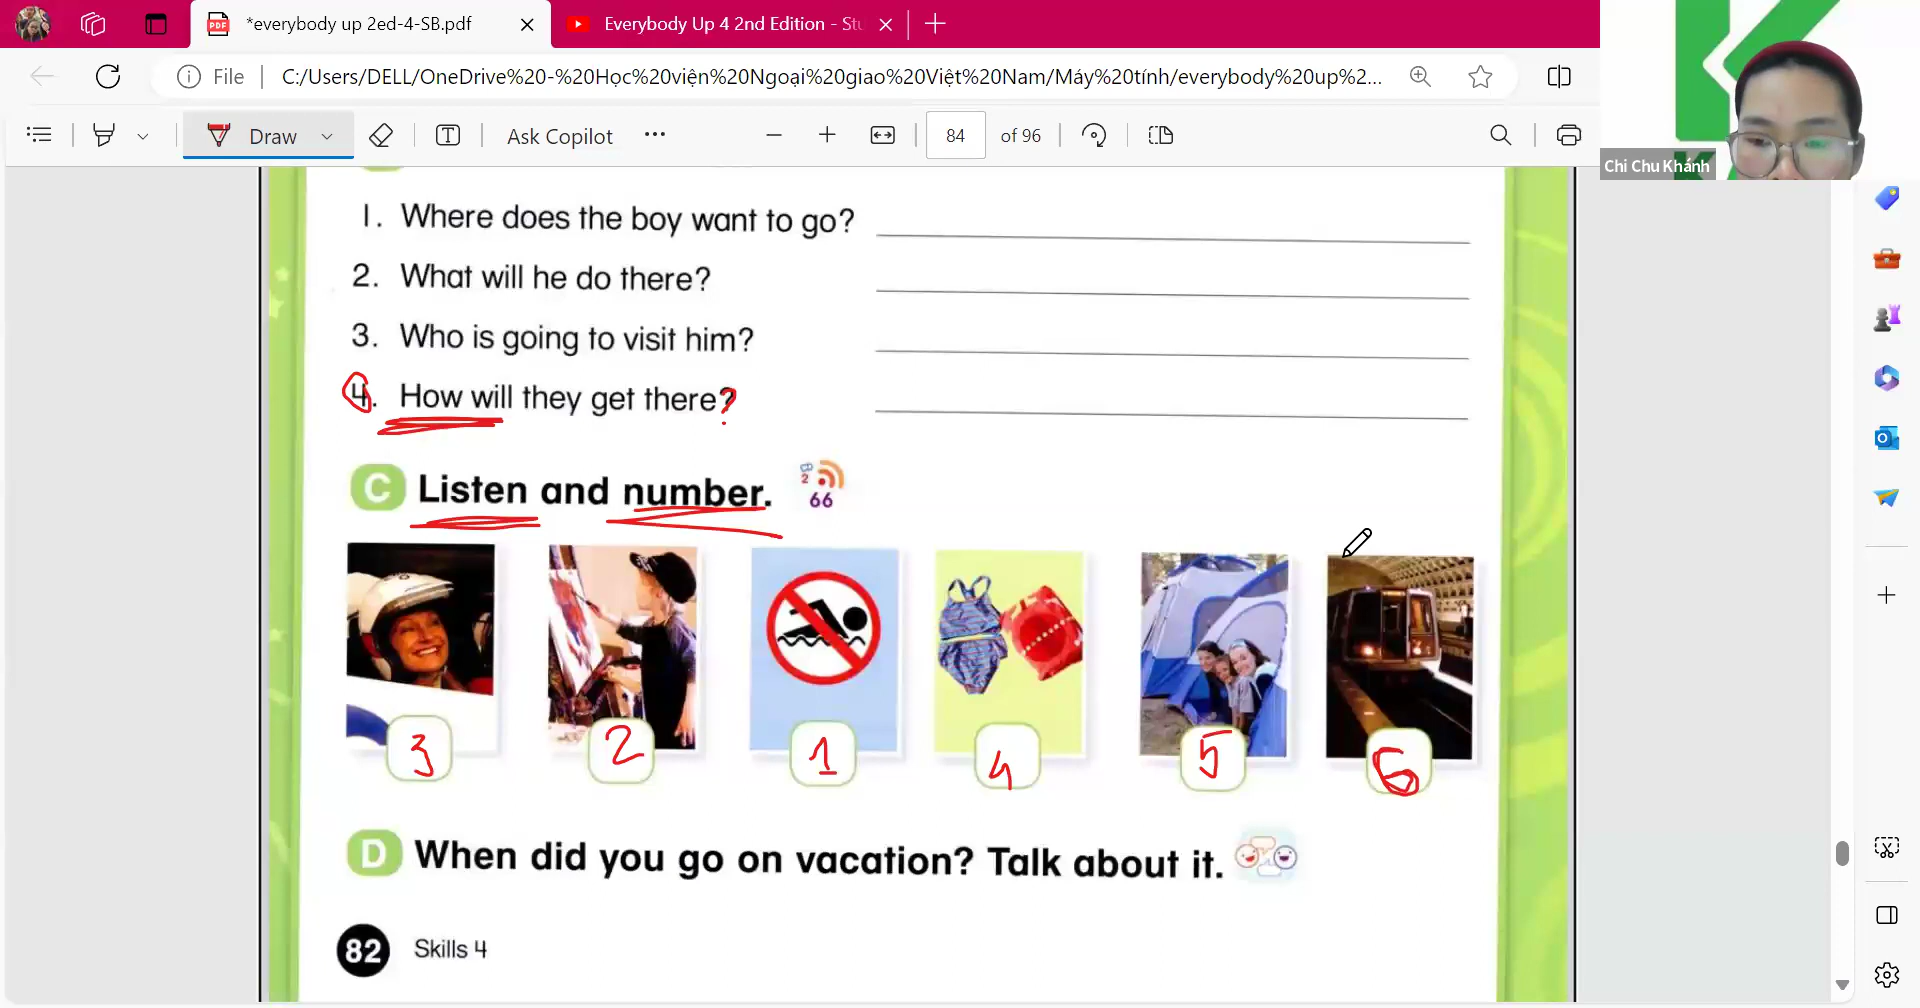 *everybody up 2ed-4-SB.pdf
Everybody Up 4 2nd Edition - Stu
File
C:/Users/DELL/OneDrive%20-%20Học%20viện%20Ngoại%20giao%20Việt%20Nam/Máy%20tính/everybody%20up%2...
Draw
Ask Copilot
84 of 96
Chi Chu Khánh
1. Where does the boy want to go?
2. What will he do there?
3. Who is going to visit him?
4. How will they get there?
C Listen and number.
2
66
3 2 1 4 5 6
D When did you go on vacation? Talk about it.
82 Skills 4